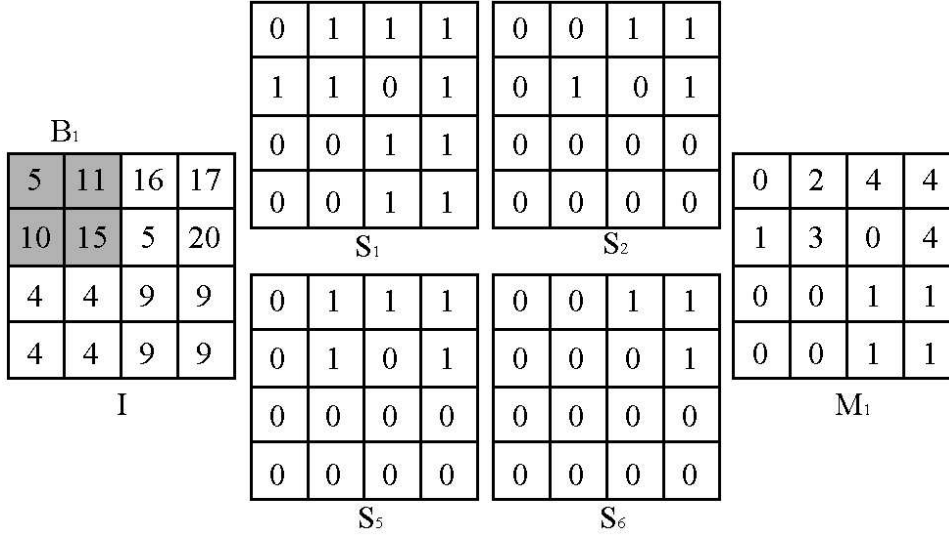 0 1 1 1
1 1 0 1
0 0 1 1
0 0 1 1
S1
0 0 1 1
0 1 0 1
0 0 0 0
0 0 0 0
S2
B1
5 11 16 17
10 15 5 20
4 4 9 9
4 4 9 9
I
0 1 1 1
0 1 0 1
0 0 0 0
0 0 0 0
S5
0 0 1 1
0 0 0 1
0 0 0 0
0 0 0 0
S6
0 2 4 4
1 3 0 4
0 0 1 1
0 0 1 1
M1